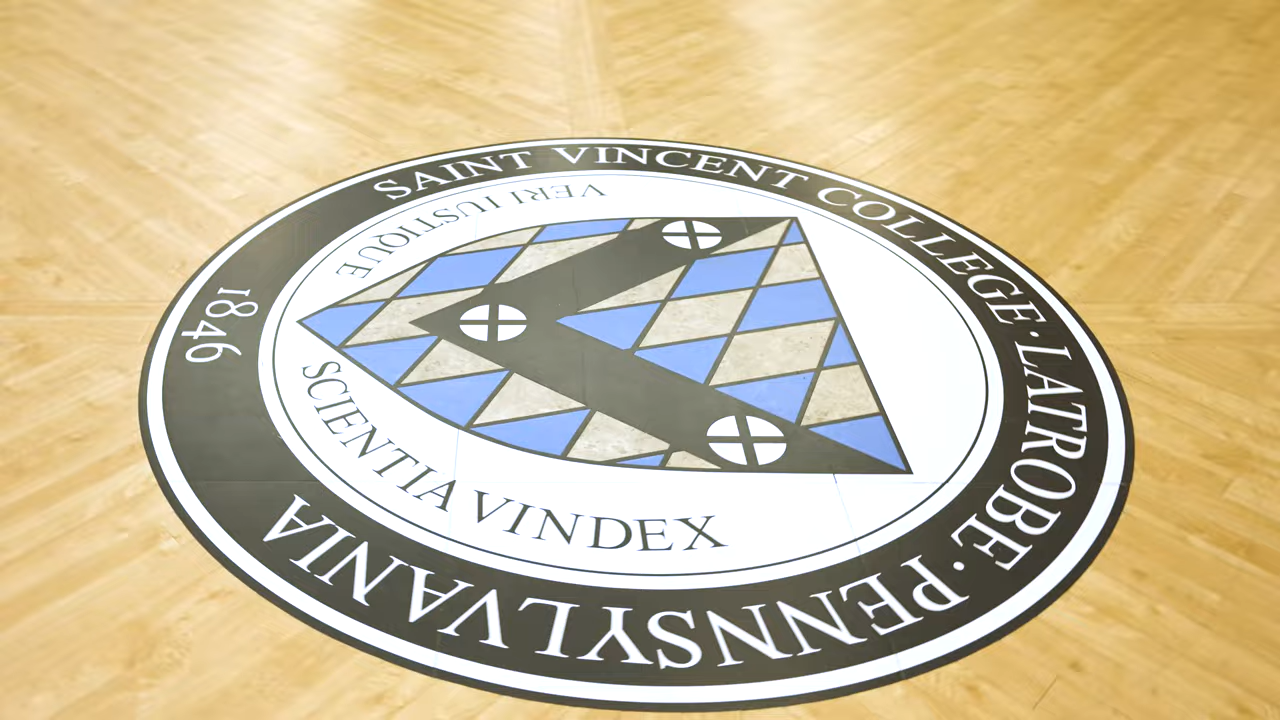 SAINT VINCENT COLLEGE · LATROBE · PENNSYLVANIA
1846
VERI IUSTIQUE
SCIENTIA VINDEX